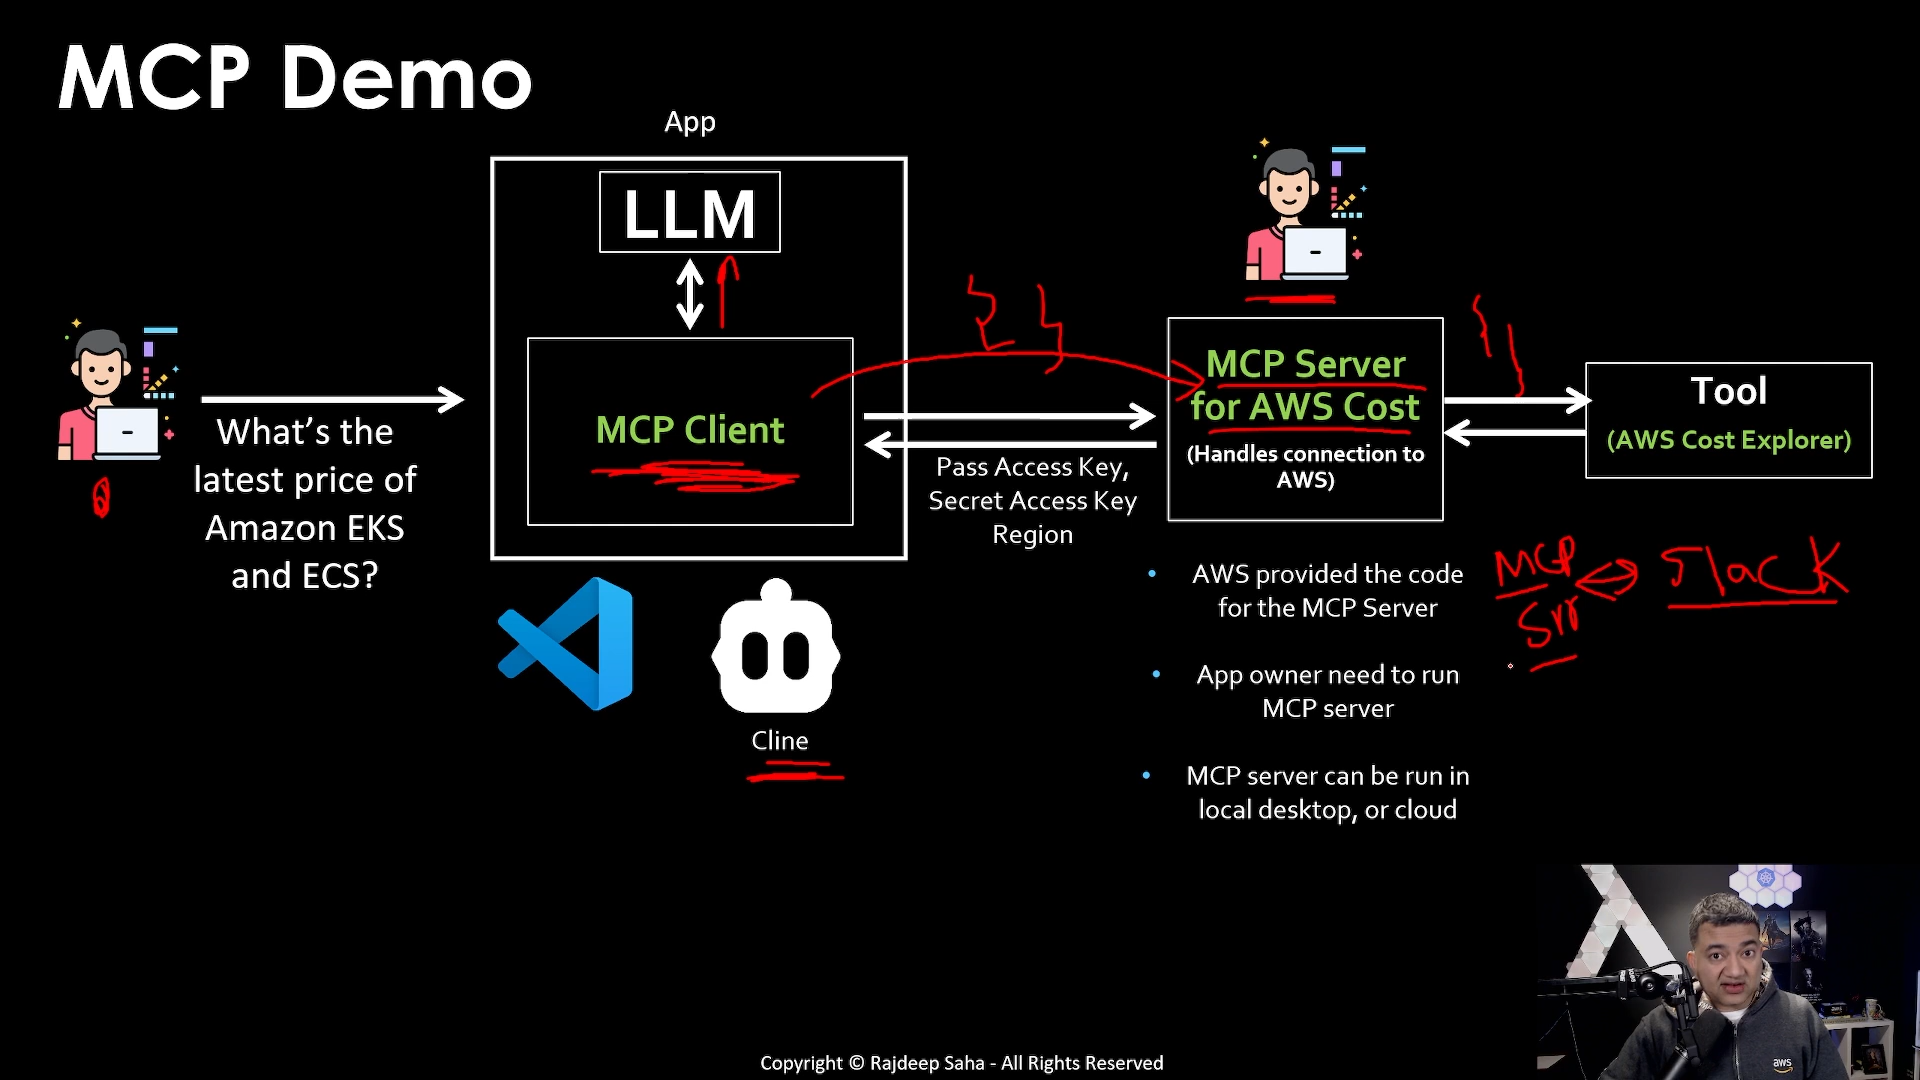 MCP Demo
App
LLM
What's the
latest price of
Amazon EKS
and ECS?
MCP Client
Pass Access Key,
Secret Access Key
Region
MCP Server
for AWS Cost
(Handles connection to
AWS)
Tool
(AWS Cost Explorer)
• AWS provided the code
for the MCP Server
• App owner need to run
MCP server
• MCP server can be run in
local desktop, or cloud
MCP
Srr
Slack
Cline
aws
Copyright © Rajdeep Saha - All Rights Reserved